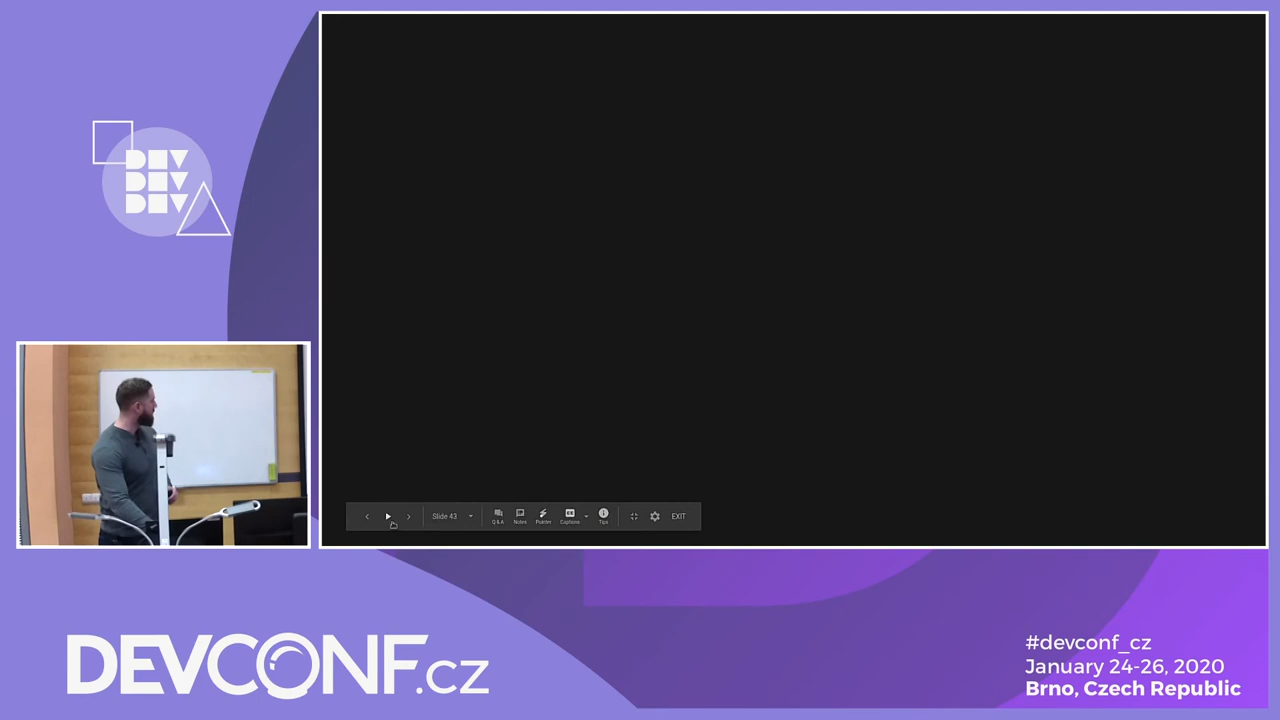 DEV
DEV
DEV
Slide 43
Q & A
Notes
Pointer
Captions
Tips
EXIT
DEVCONF.cz
#devconf_cz
January 24-26, 2020
Brno, Czech Republic